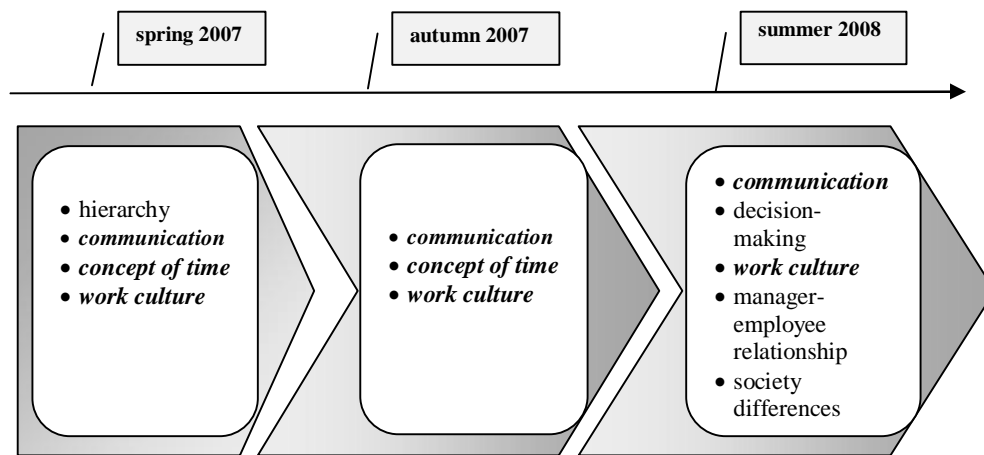 spring 2007
autumn 2007
summer 2008
• hierarchy
• communication
• concept of time
• work culture
• communication
• concept of time
• work culture
• communication
• decision-
making
• work culture
• manager-
employee
relationship
• society
differences